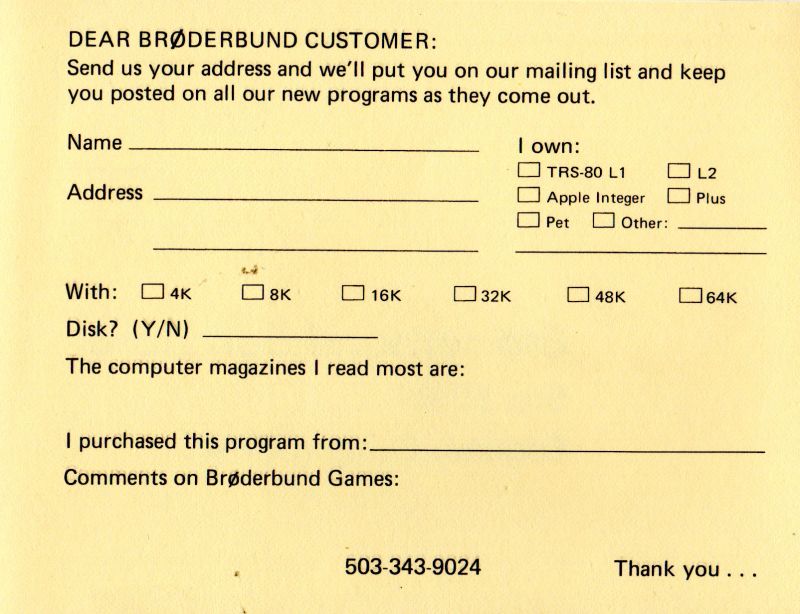 DEAR BRØDERBUND CUSTOMER:
Send us your address and we'll put you on our mailing list and keep
you posted on all our new programs as they come out.
Name
I own:
TRS-80 L1 L2
Address
Apple Integer Plus
Pet Other:
With: 4K 8K 16K 32K 48K 64K
Disk? (Y/N)
The computer magazines I read most are:
I purchased this program from:
Comments on Brøderbund Games:
503-343-9024 Thank you . . .